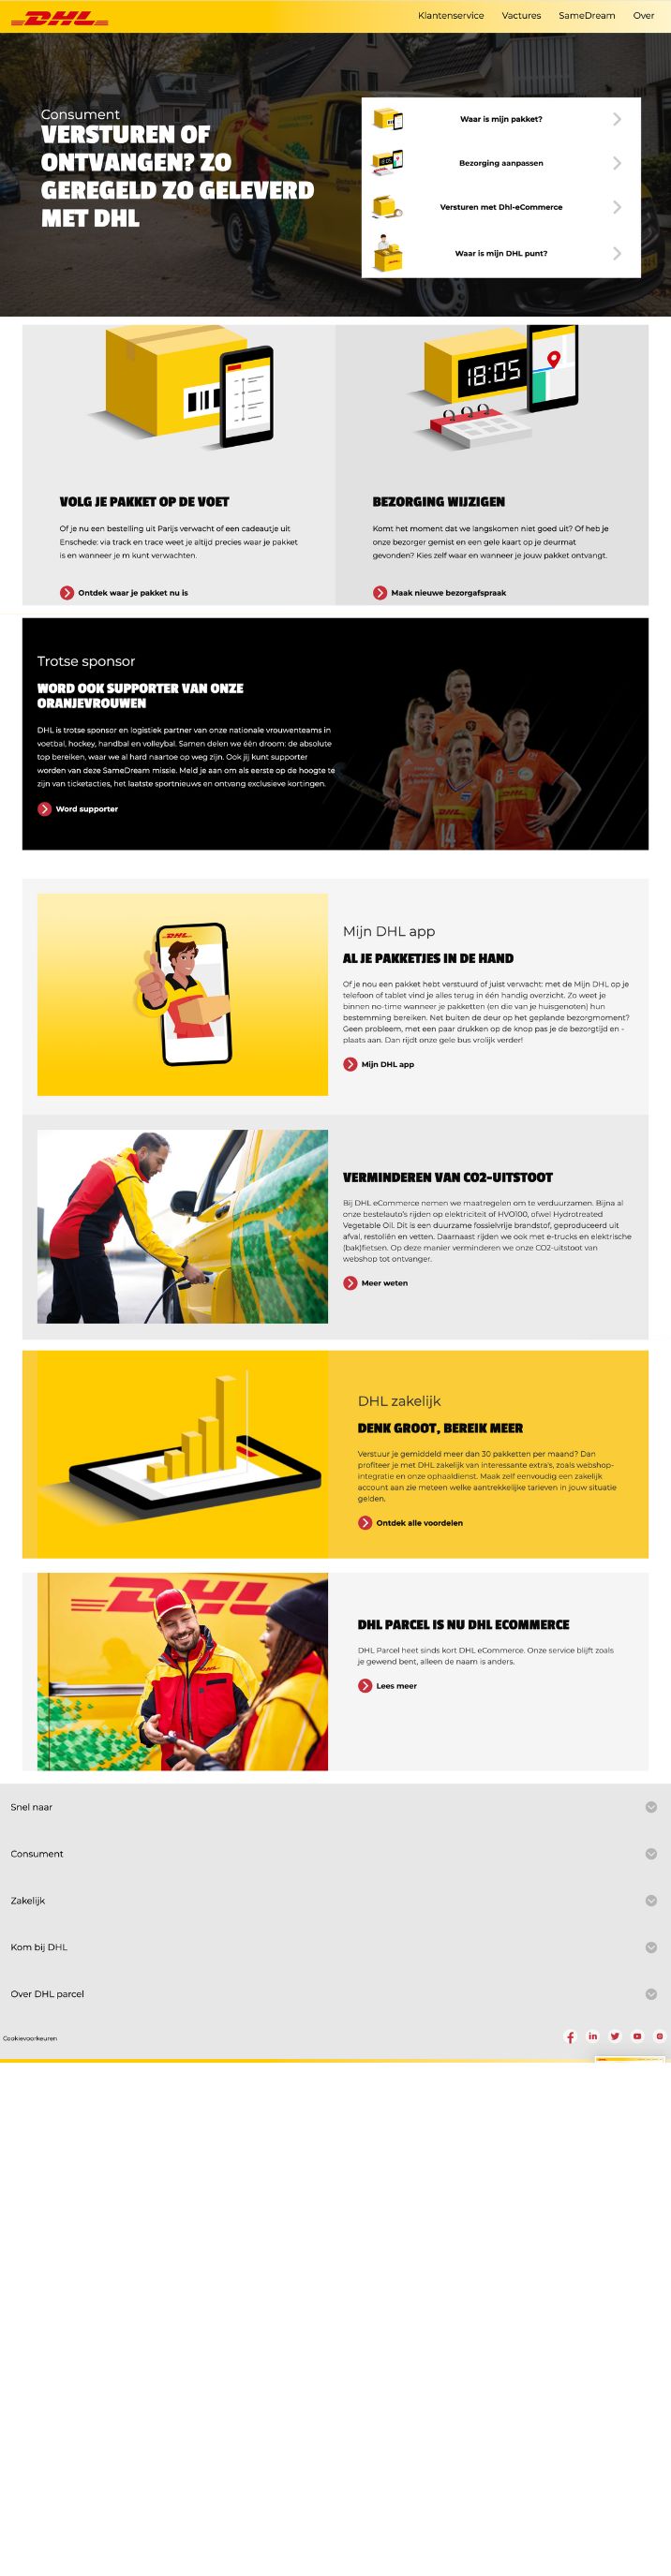 DHL
Klantenservice Vactures SameDream Over
Consument
VERSTUREN OF
ONTVANGEN? ZO
GEREGELD ZO GELEVERD
MET DHL
Waar is mijn pakket?
Bezorging aanpassen
Versturen met Dhl-eCommerce
Waar is mijn DHL punt?
18:05
VOLG JE PAKKET OP DE VOET
Of je nu een bestelling uit Parijs verwacht of een cadeautje uit
Enschede: via track en trace weet je altijd precies waar je pakket
is en wanneer je m kunt verwachten.
Ontdek waar je pakket nu is
BEZORGING WIJZIGEN
Komt het moment dat we langskomen niet goed uit? Of heb je
onze bezorger gemist en een gele kaart op je deurmat
gevonden? Kies zelf waar en wanneer je jouw pakket ontvangt.
Maak nieuwe bezorgafspraak
Trotse sponsor
WORD OOK SUPPORTER VAN ONZE
ORANJEVROUWEN
DHL is trotse sponsor en logistiek partner van onze nationale vrouwenteams in
voetbal, hockey, handbal en volleybal. Samen delen we één droom: de absolute
top bereiken, waar we al hard naartoe op weg zijn. Ook jij kunt supporter
worden van deze SameDream missie. Meld je aan om als eerste op de hoogte te
zijn van ticketacties, het laatste sportnieuws en ontvang exclusieve kortingen.
Word supporter
14
8
DHL
Mijn DHL app
AL JE PAKKETJES IN DE HAND
Of je nou een pakket hebt verstuurd of juist verwacht: met de Mijn DHL op je
telefoon of tablet vind je alles terug in één handig overzicht. Zo weet je
binnen no-time wanneer je pakketten (en die van je huisgenoten) hun
bestemming bereiken. Net buiten de deur op het geplande bezorgmoment?
Geen probleem, met een paar drukken op de knop pas je de bezorgtijd en -
plaats aan. Dan rijdt onze gele bus vrolijk verder!
Mijn DHL app
VERMINDEREN VAN CO2-UITSTOOT
Bij DHL eCommerce nemen we maatregelen om te verduurzamen. Bijna al
onze bestelauto's rijden op elektriciteit of HVO100, ofwel Hydrotreated
Vegetable Oil. Dit is een duurzame fossielvrije brandstof, geproduceerd uit
afval, restoliën en vetten. Daarnaast rijden we ook met e-trucks en elektrische
(bak)fietsen. Op deze manier verminderen we onze CO2-uitstoot van
webshop tot ontvanger.
Meer weten
DHL zakelijk
DENK GROOT, BEREIK MEER
Verstuur je gemiddeld meer dan 30 pakketten per maand? Dan
profiteer je met DHL zakelijk van interessante extra's, zoals webshop-
integratie en onze ophaaldienst. Maak zelf eenvoudig een zakelijk
account aan zie meteen welke aantrekkelijke tarieven in jouw situatie
gelden.
Ontdek alle voordelen
DHL
DHL PARCEL IS NU DHL ECOMMERCE
DHL Parcel heet sinds kort DHL eCommerce. Onze service blijft zoals
je gewend bent, alleen de naam is anders.
Lees meer
Snel naar
Consument
Zakelijk
Kom bij DHL
Over DHL parcel
Cookievoorkeuren